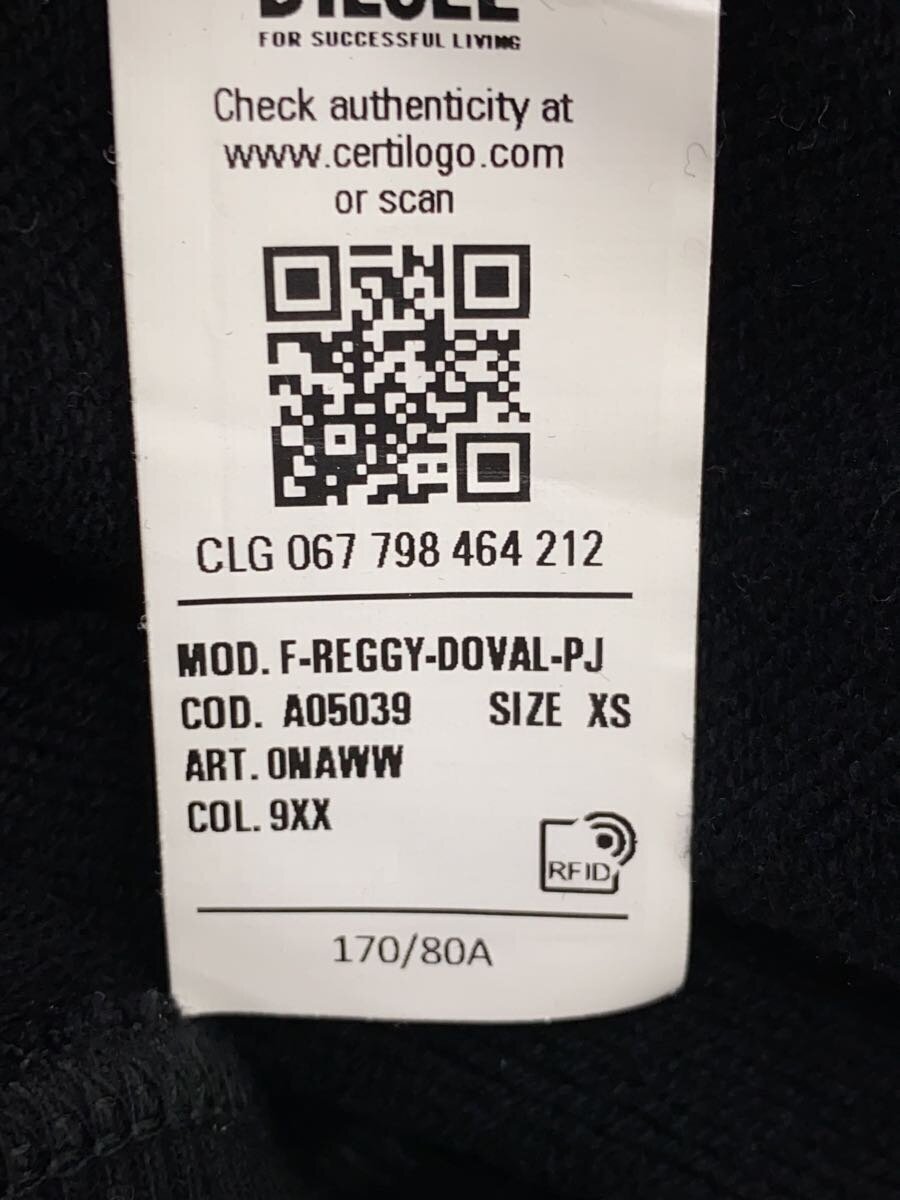 DIESEL
FOR SUCCESSFUL LIVING
Check authenticity at
www.certilogo.com
or scan
CLG 067 798 464 212
MOD. F-REGGY-DOVAL-PJ
COD. A05039 SIZE XS
ART. 0NAWW
COL. 9XX
RFID
170/80A